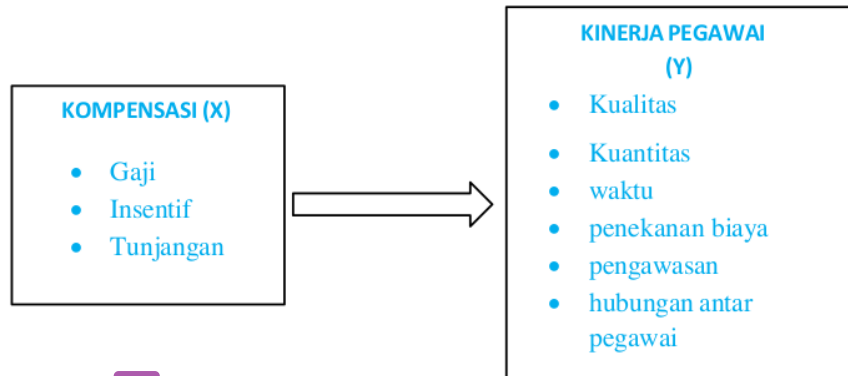 KOMPENSASI (X)
• Gaji
• Insentif
• Tunjangan
KINERJA PEGAWAI
(Y)
• Kualitas
• Kuantitas
• waktu
• penekanan biaya
• pengawasan
• hubungan antar
pegawai